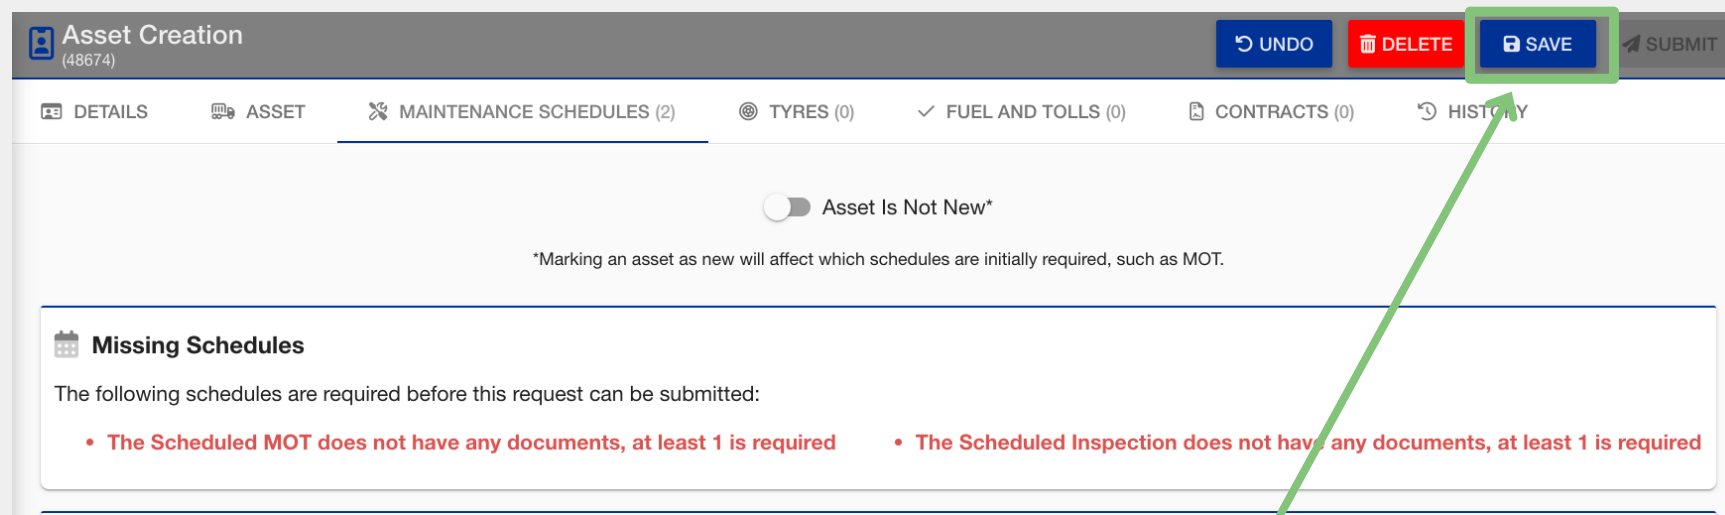 Asset Creation
(48674)
UNDO
DELETE
SAVE
SUBMIT
DETAILS
ASSET
MAINTENANCE SCHEDULES (2)
TYRES (0)
FUEL AND TOLLS (0)
CONTRACTS (0)
HISTORY
Asset Is Not New*
*Marking an asset as new will affect which schedules are initially required, such as MOT.
Missing Schedules
The following schedules are required before this request can be submitted:
• The Scheduled MOT does not have any documents, at least 1 is required
• The Scheduled Inspection does not have any documents, at least 1 is required